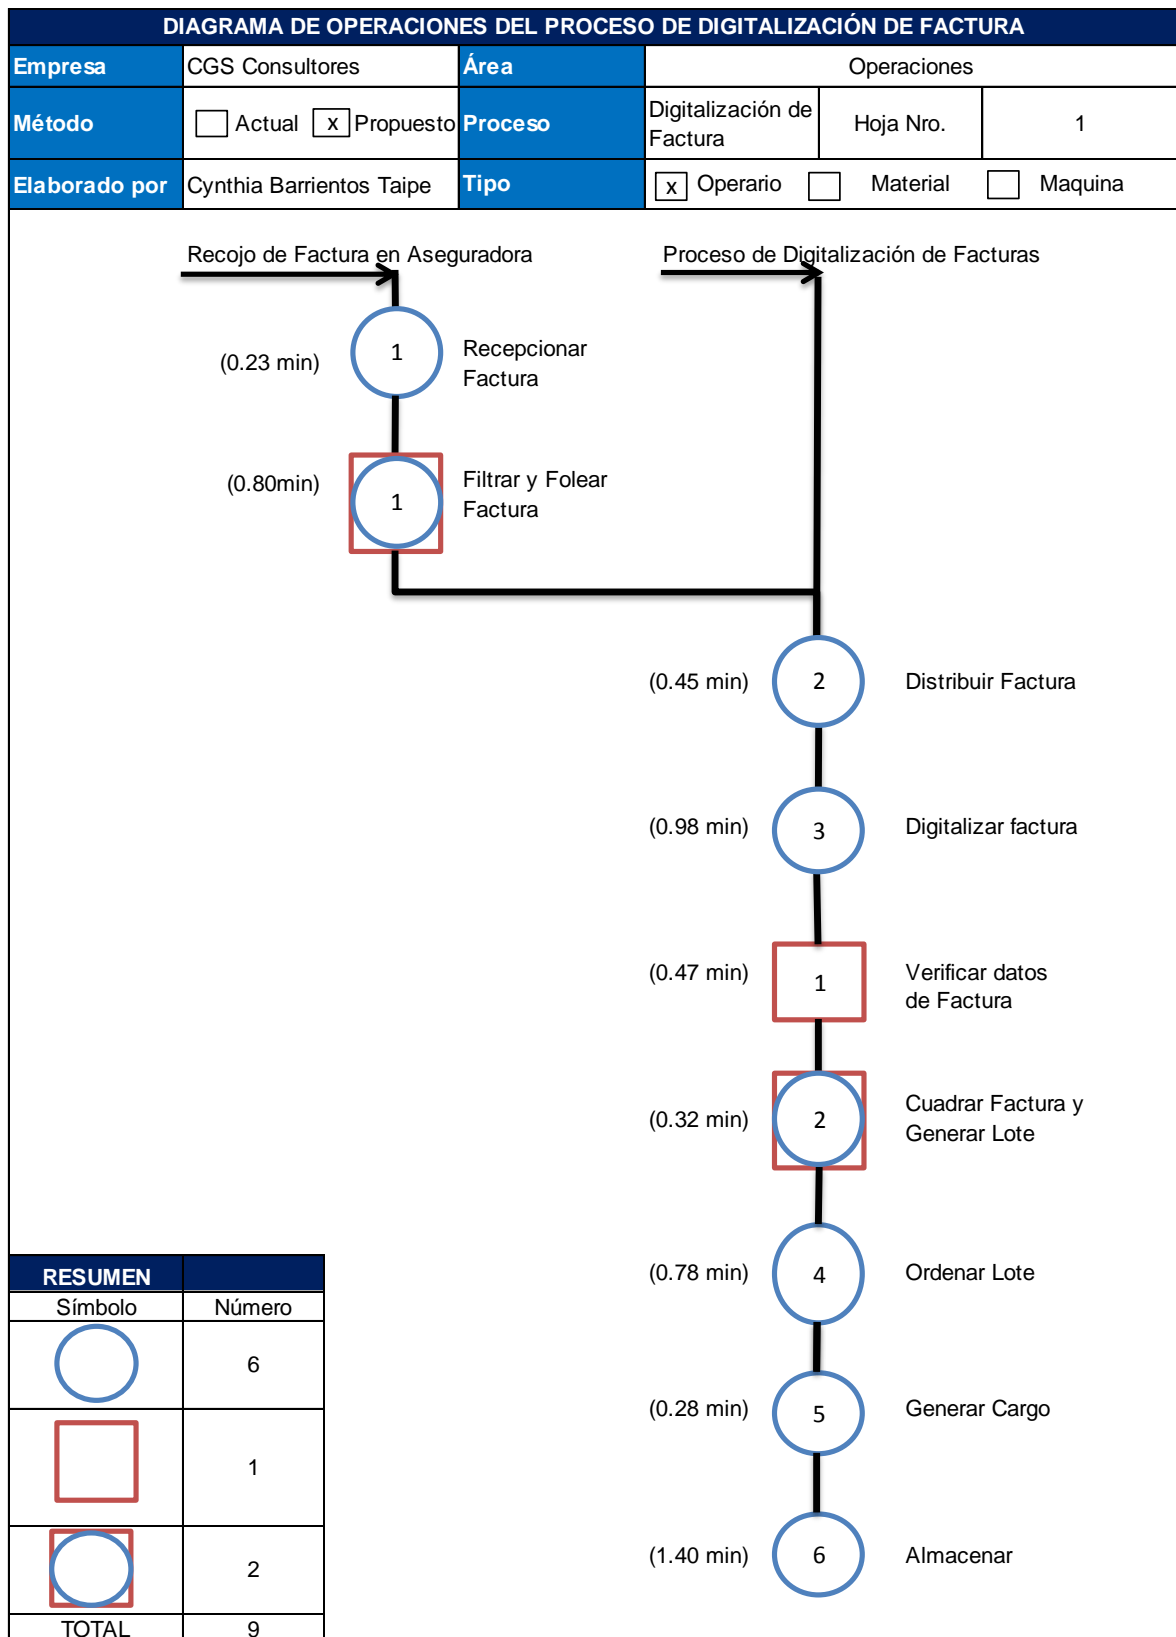 DIAGRAMA DE OPERACIONES DEL PROCESO DE DIGITALIZACIÓN DE FACTURA
Empresa CGS Consultores Área Operaciones
Método Actual x Propuesto Proceso Digitalización de Factura Hoja Nro. 1
Elaborado por Cynthia Barrientos Taipe Tipo x Operario Material Maquina
Recojo de Factura en Aseguradora Proceso de Digitalización de Facturas
(0.23 min) 1 Recepcionar
Factura
(0.80min) 1 Filtrar y Folear
Factura
(0.45 min) 2 Distribuir Factura
(0.98 min) 3 Digitalizar factura
(0.47 min) 1 Verificar datos
de Factura
(0.32 min) 2 Cuadrar Factura y
Generar Lote
(0.78 min) 4 Ordenar Lote
(0.28 min) 5 Generar Cargo
(1.40 min) 6 Almacenar
RESUMEN
Símbolo Número
6
1
2
TOTAL 9